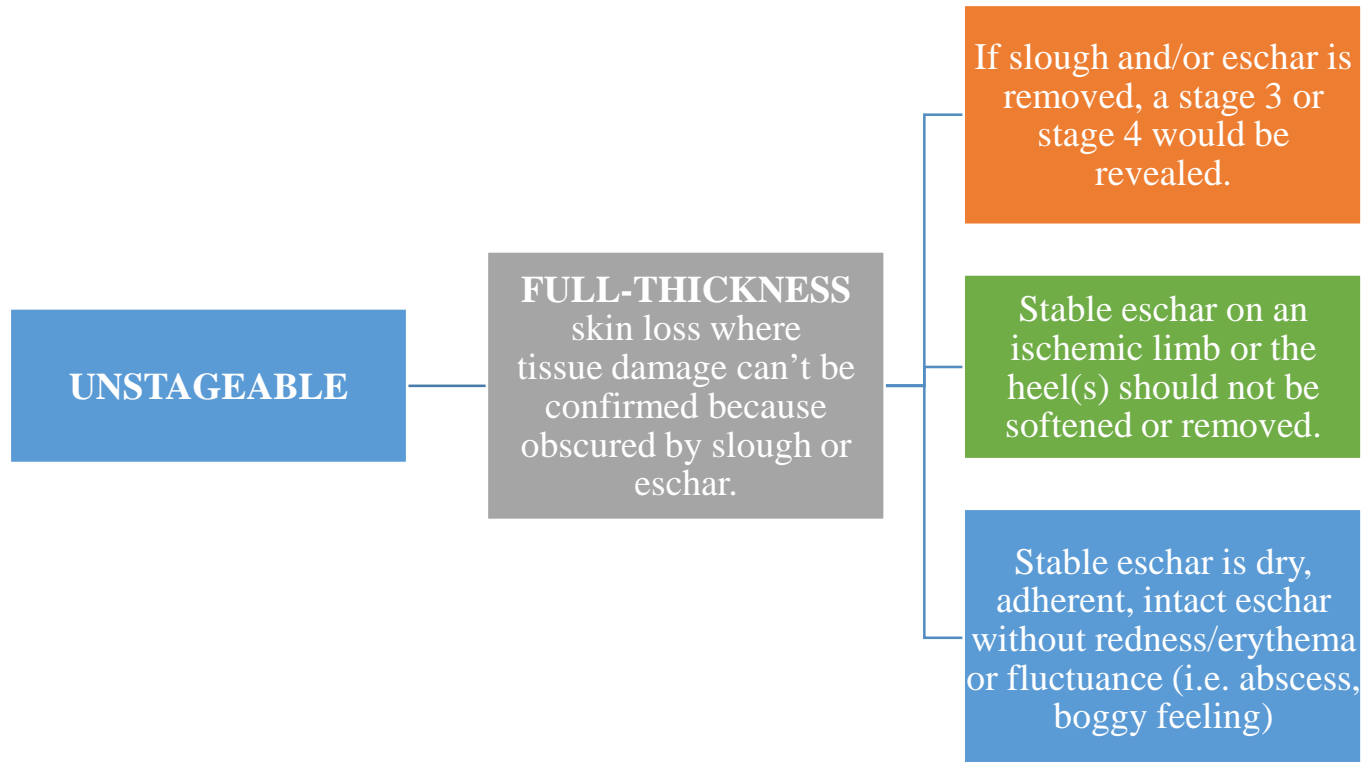 UNSTAGEABLE
FULL-THICKNESS
skin loss where
tissue damage can’t be
confirmed because
obscured by slough or
eschar.
If slough and/or eschar is
removed, a stage 3 or
stage 4 would be
revealed.
Stable eschar on an
ischemic limb or the
heel(s) should not be
softened or removed.
Stable eschar is dry,
adherent, intact eschar
without redness/erythema
or fluctuance (i.e. abscess,
boggy feeling)